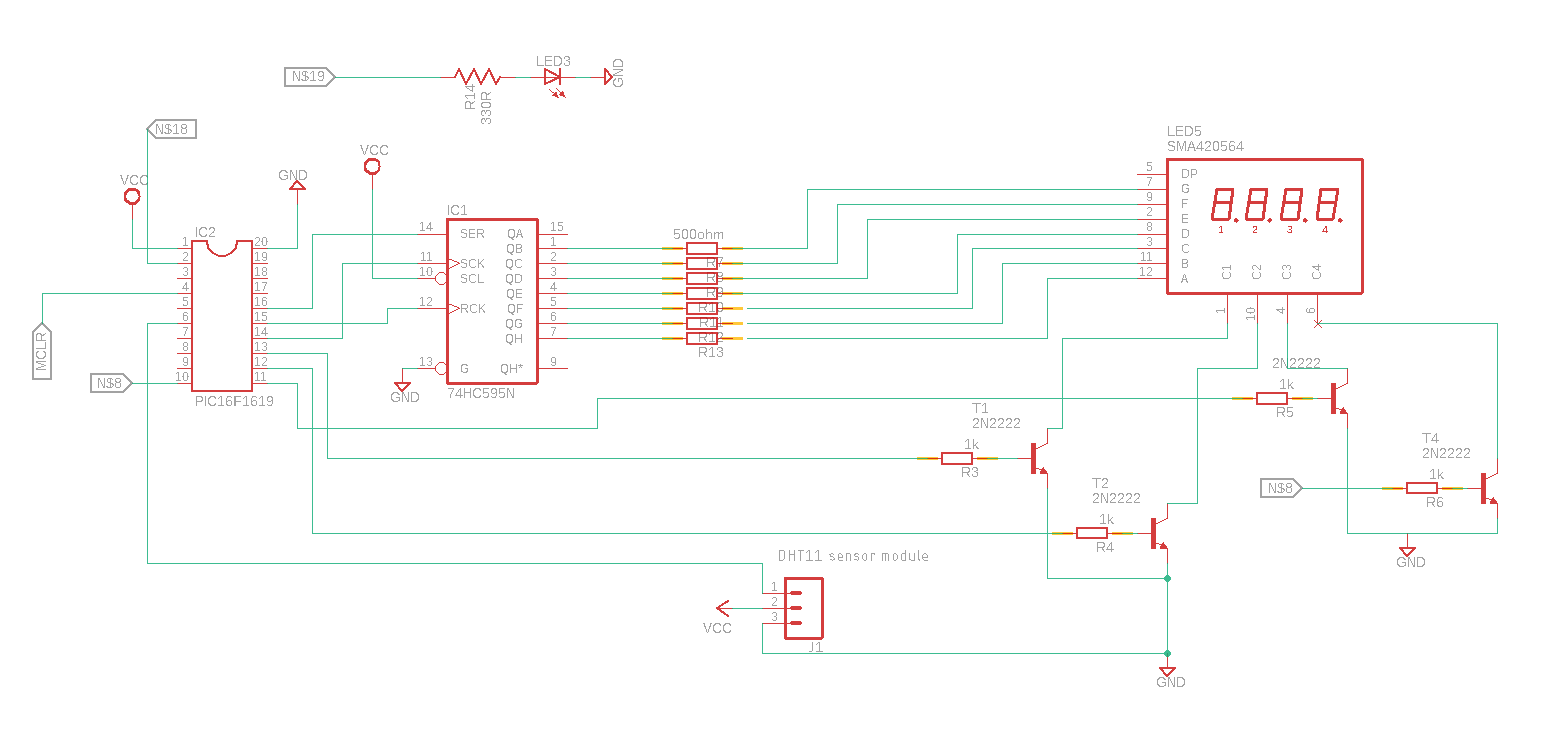 LED3
N$19
GND
R14
330R
N$18
LED5
SMA420564
VCC
GND
VCC
IC2
1 20
2 19
3 18
4 17
5 16
6 15
7 14
8 13
9 12
10 11
PIC16F1619
MCLR
N$8
IC1
14 SER QA 15
QB 1
11 SCK QC 2
10 SCL QD 3
QE 4
12 RCK QF 5
QG 6
QH 7
13 G QH* 9
GND
74HC595N
500ohm
R7
R8
R9
R10
R11
R12
R13
5 DP
7 G
9 F
2 E
8 D
3 C
11 B
12 A
1 2 3 4
C1 C2 C3 C4
1 10 4 6
2N2222
1k
R5
T1
2N2222
1k
R3
T4
2N2222
1k
N$8
R6
T2
2N2222
1k
R4
GND
DHT11 sensor module
1
2
3
VCC
J1
GND